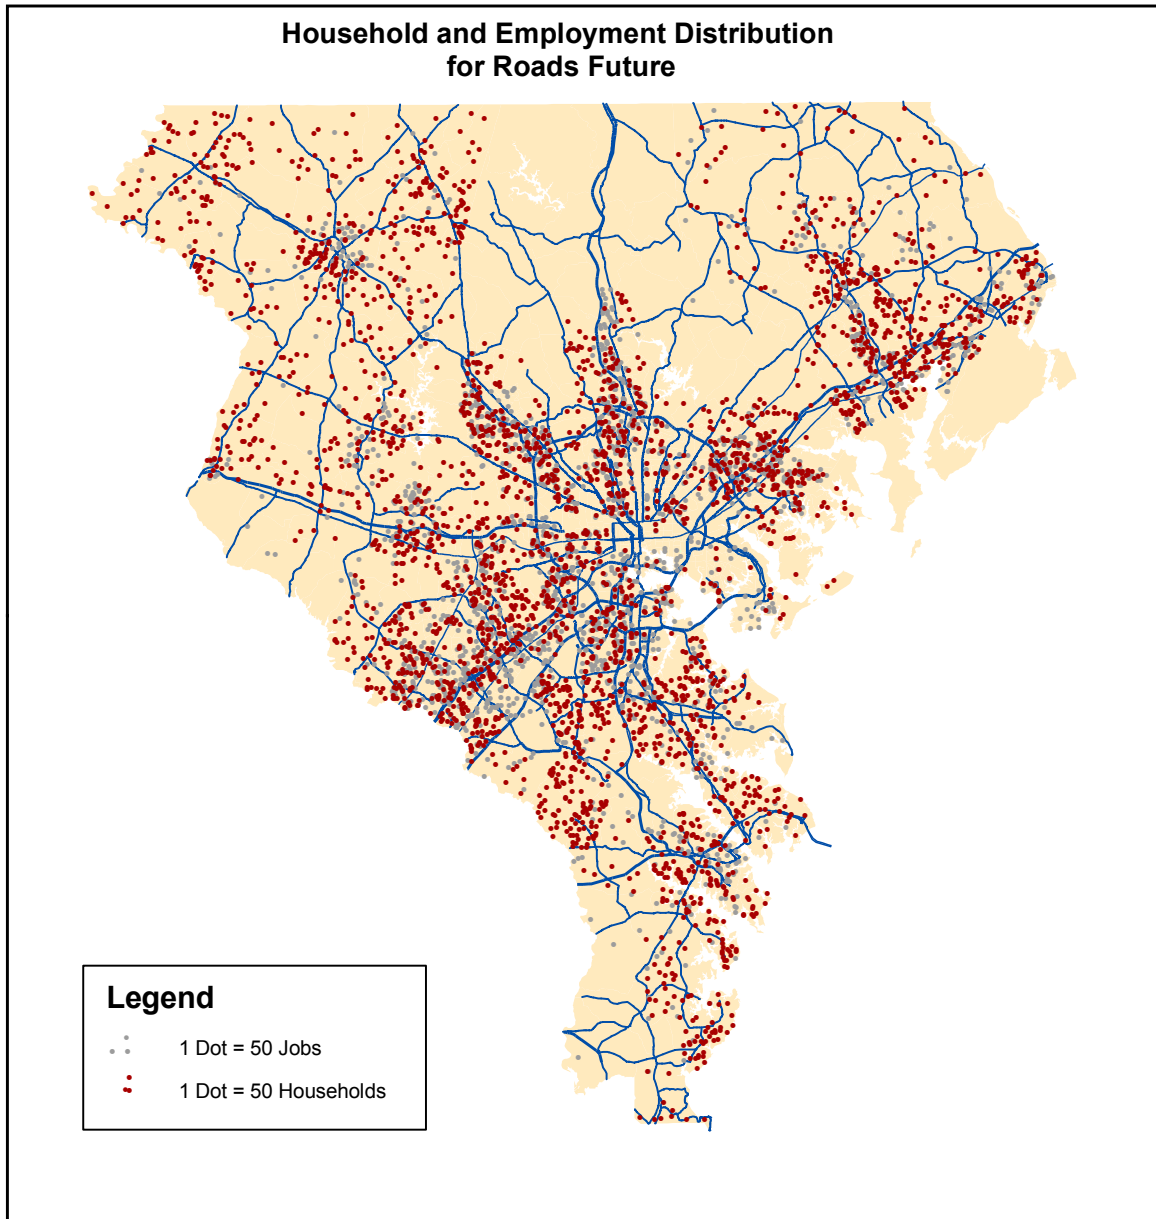 Household and Employment Distribution
for Roads Future
Legend
1 Dot = 50 Jobs
1 Dot = 50 Households